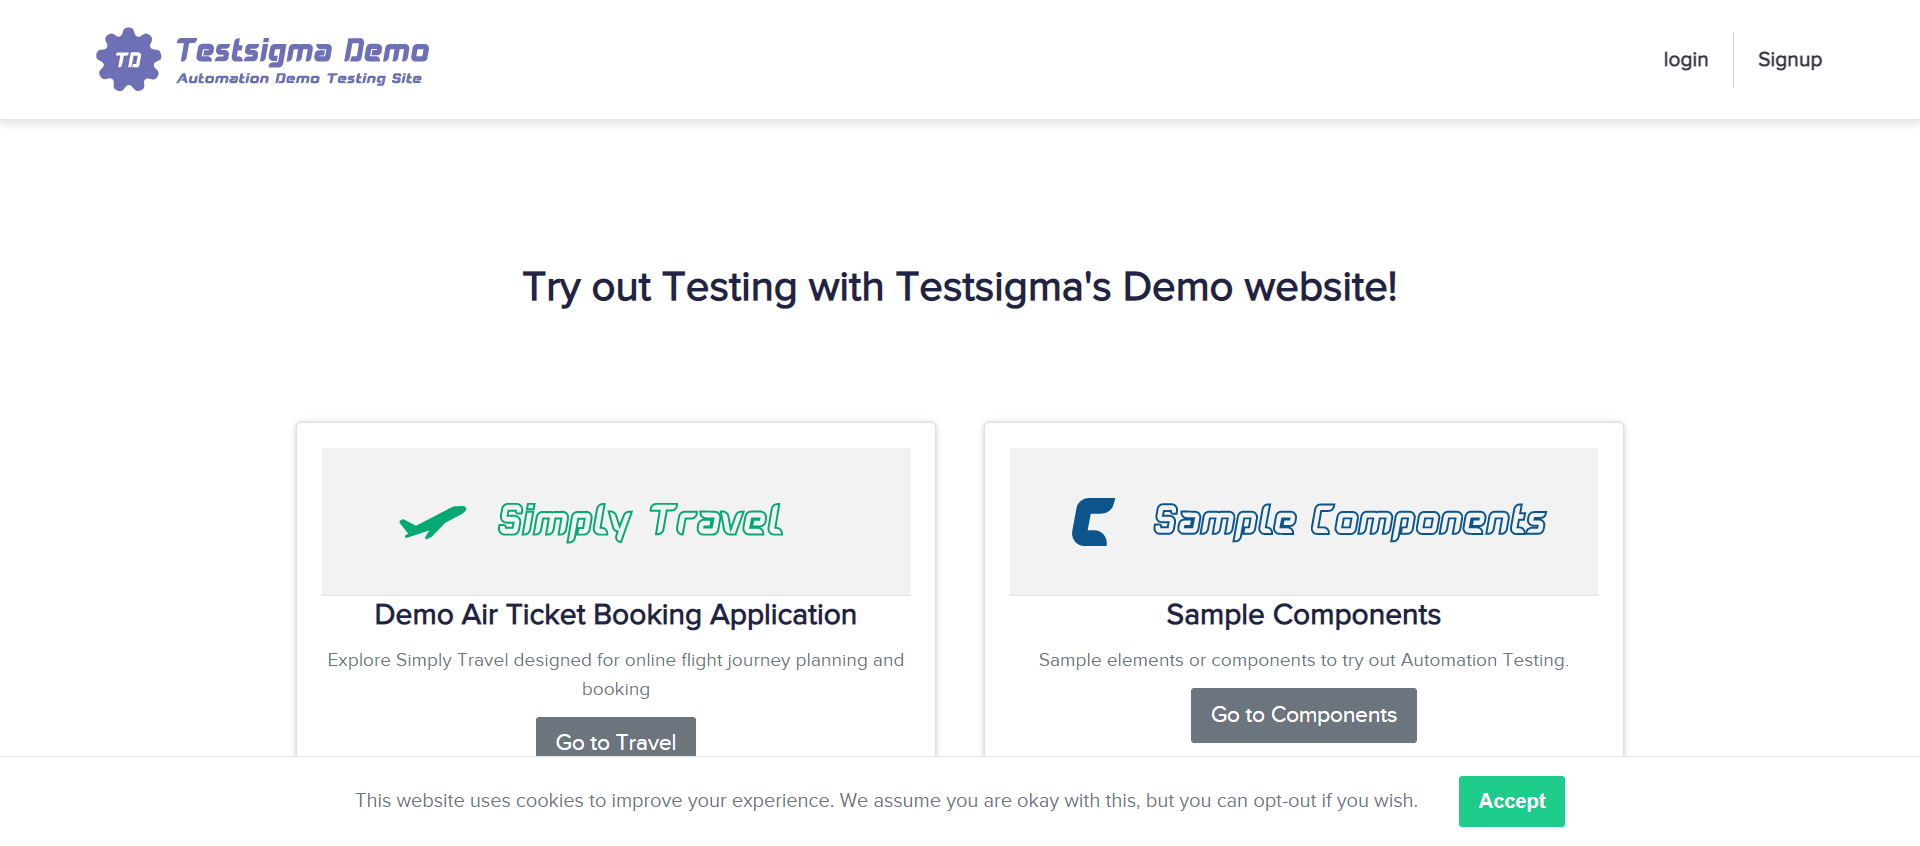 TD
Testsigma Demo
Automation Demo Testing Site
login
Signup
Try out Testing with Testsigma's Demo website!
Simply Travel
Demo Air Ticket Booking Application
Explore Simply Travel designed for online flight journey planning and
booking
Go to Travel
Sample Components
Sample Components
Sample elements or components to try out Automation Testing.
Go to Components
This website uses cookies to improve your experience. We assume you are okay with this, but you can opt-out if you wish.
Accept